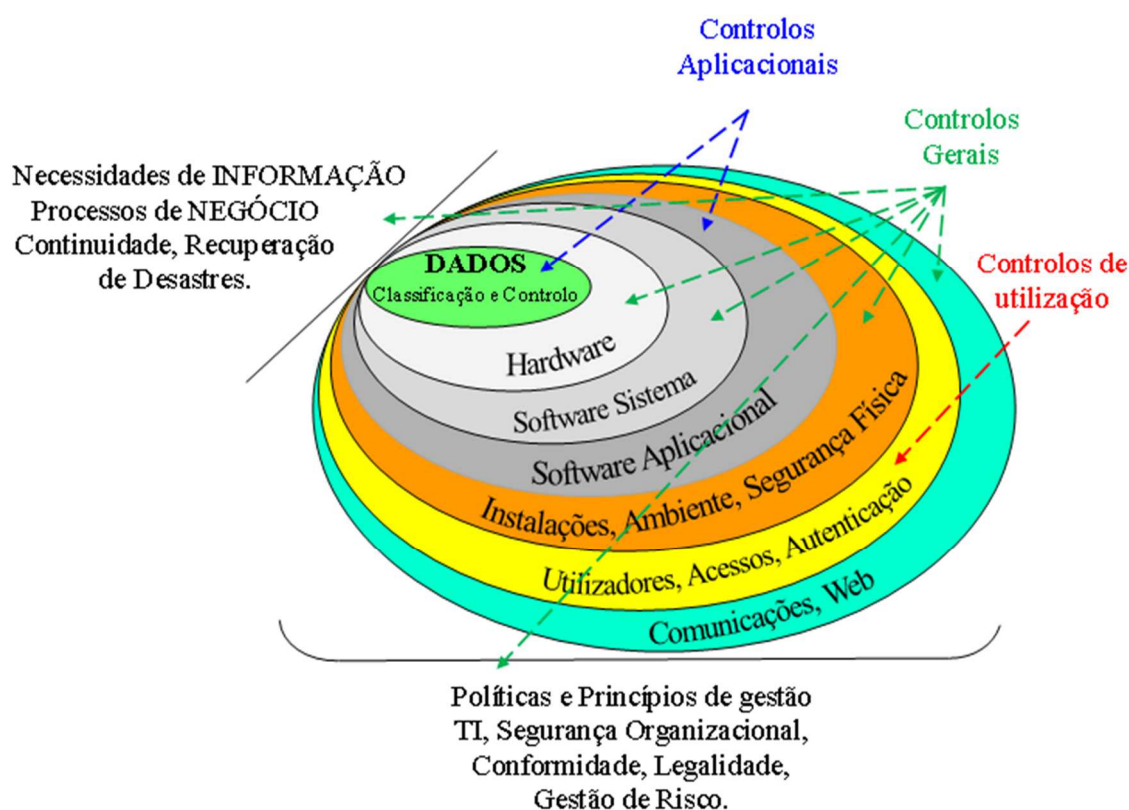 Controlos
Aplicacionais
Controlos
Gerais
Necessidades de INFORMAÇÃO
Processos de NEGÓCIO
Continuidade, Recuperação
de Desastres.
Controlos de
utilização
DADOS
Classificação e Controlo
Hardware
Software Sistema
Software Aplicacional
Instalações, Ambiente, Segurança Física
Utilizadores, Acessos, Autenticação
Comunicações, Web
Políticas e Princípios de gestão
TI, Segurança Organizacional,
Conformidade, Legalidade,
Gestão de Risco.